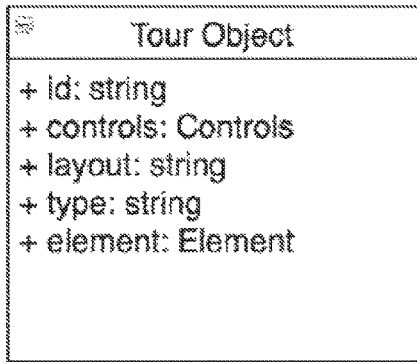 Tour Object
+ id: string
+ controls: Controls
+ layout: string
+ type: string
+ element: Element